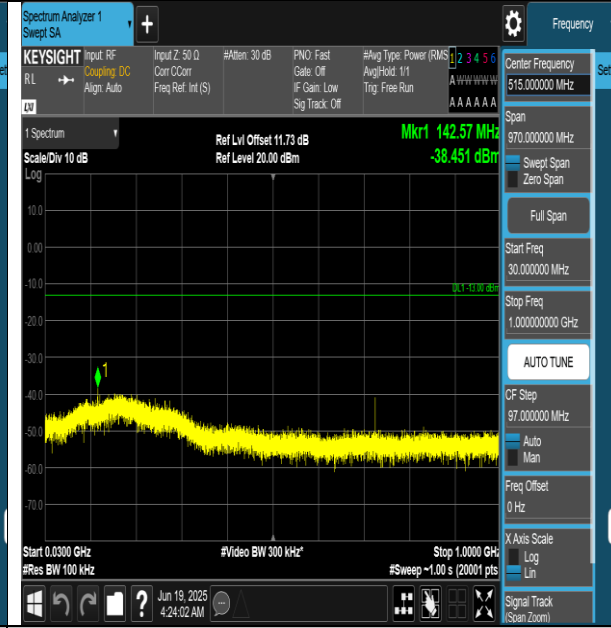 Spectrum Analyzer 1
Swept SA
Frequency
KEYSIGHT
RL
LXI
Input: RF
Coupling: DC
Align: Auto
Input Z: 50 Ω
Corr CCorr
Freq Ref: Int (S)
#Atten: 30 dB
PNO: Fast
Gate: Off
IF Gain: Low
Sig Track: Off
#Avg Type: Power (RMS
Avg|Hold: 1/1
Trig: Free Run
1 2 3 4 5 6
A W W W W W
A A A A A A
1 Spectrum
Scale/Div 10 dB
Ref Lvl Offset 11.73 dB
Ref Level 20.00 dBm
Mkr1 142.57 MHz
-38.451 dBm
Log
10.0
0.00
-10.0
DL1 -13.00 dBm
-20.0
-30.0
1
-40.0
-50.0
-60.0
-70.0
Start 0.0300 GHz
#Res BW 100 kHz
#Video BW 300 kHz*
Stop 1.0000 GHz
#Sweep ~1.00 s (20001 pts
Jun 19, 2025
4:24:02 AM
Center Frequency
515.000000 MHz
Span
970.000000 MHz
Swept Span
Zero Span
Full Span
Start Freq
30.000000 MHz
Stop Freq
1.000000000 GHz
AUTO TUNE
CF Step
97.000000 MHz
Auto
Man
Freq Offset
0 Hz
X Axis Scale
Log
Lin
Signal Track
(Span Zoom)